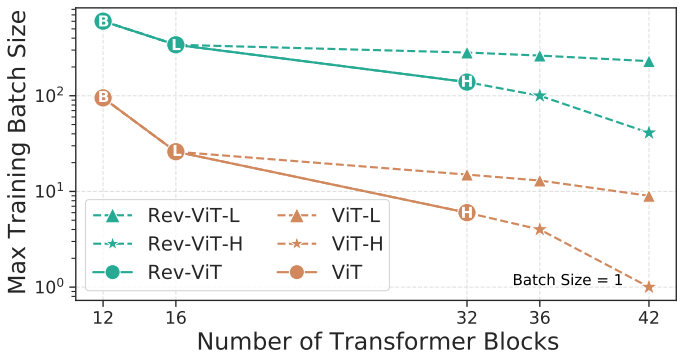 Max Training Batch Size
10²
10¹
10⁰
B
L
H
B
L
H
Rev-ViT-L
Rev-ViT-H
Rev-ViT
ViT-L
ViT-H
ViT
Batch Size = 1
12 16 32 36 42
Number of Transformer Blocks